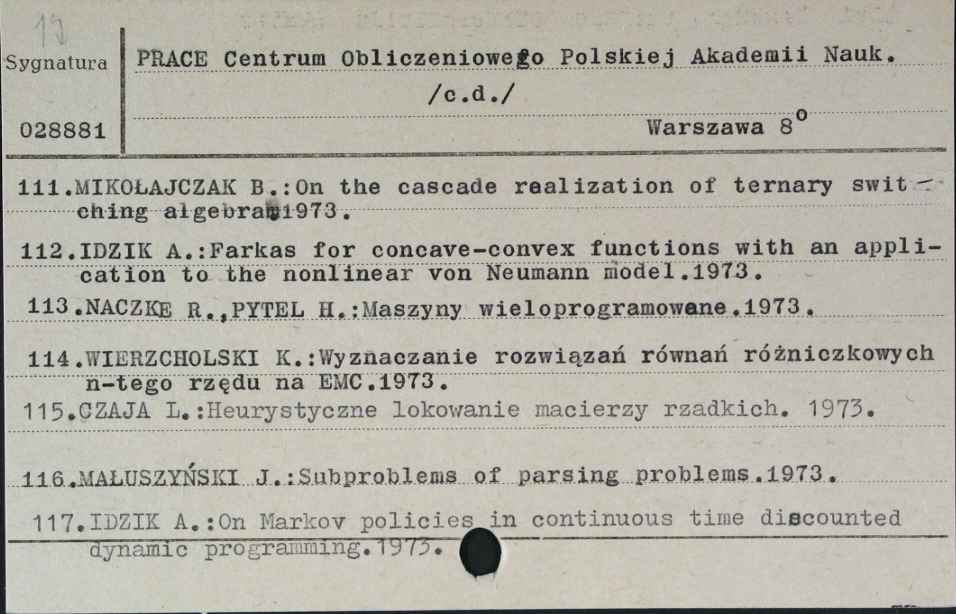 19
Sygnatura
PRACE Centrum Obliczeniowego Polskiej Akademii Nauk.
/c.d./
028881
Warszawa 8⁰
111.MIKOŁAJCZAK B.:On the cascade realization of ternary swit-
ching algebra.1973.
112.IDZIK A.:Farkas for concave-convex functions with an appli-
cation to the nonlinear von Neumann model.1973.
113.NACZKE R.,PYTEL H.:Maszyny wieloprogramowane.1973.
114.WIERZCHOLSKI K.:Wyznaczanie rozwiązań równań różniczkowych
n-tego rzędu na EMC.1973.
115.CZAJA L.:Heurystyczne lokowanie macierzy rzadkich. 1973.
116.MAŁUSZYŃSKI J.:Subproblems of parsing problems.1973.
117.IDZIK A.:On Markov policies in continuous time discounted
dynamic programming.1973.